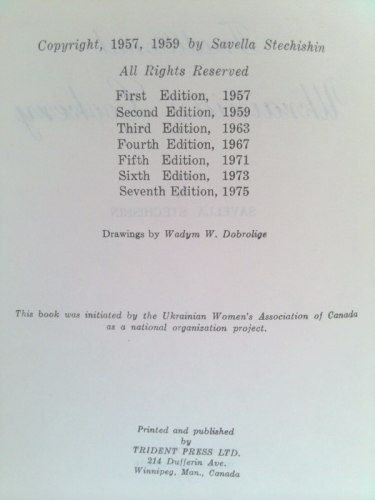 Copyright, 1957, 1959 by Savella Stechishin
All Rights Reserved
First Edition, 1957
Second Edition, 1959
Third Edition, 1963
Fourth Edition, 1967
Fifth Edition, 1971
Sixth Edition, 1973
Seventh Edition, 1975
SAVELLA STECHISHIN
Drawings by Wadym W. Dobrolige
This book was initiated by the Ukrainian Women's Association of Canada
as a national organization project.
Printed and published
by
TRIDENT PRESS LTD.
214 Dufferin Ave.
Winnipeg, Man., Canada